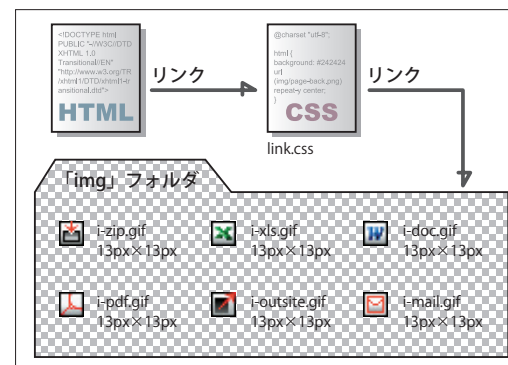 <!DOCTYPE html
PUBLIC "-//W3C//DTD
XHTML 1.0
Transitional//EN"
"http://www.w3.org/TR
/xhtml1/DTD/xhtml1-tr
ansitional.dtd">
HTML
リンク
@charset "utf-8";
html {
background: #242424
url
(img/page-back.png)
repeat-y center;
}
CSS
リンク
link.css
「img」フォルダ
i-zip.gif
13px×13px
i-xls.gif
13px×13px
i-doc.gif
13px×13px
i-pdf.gif
13px×13px
i-outsite.gif
13px×13px
i-mail.gif
13px×13px